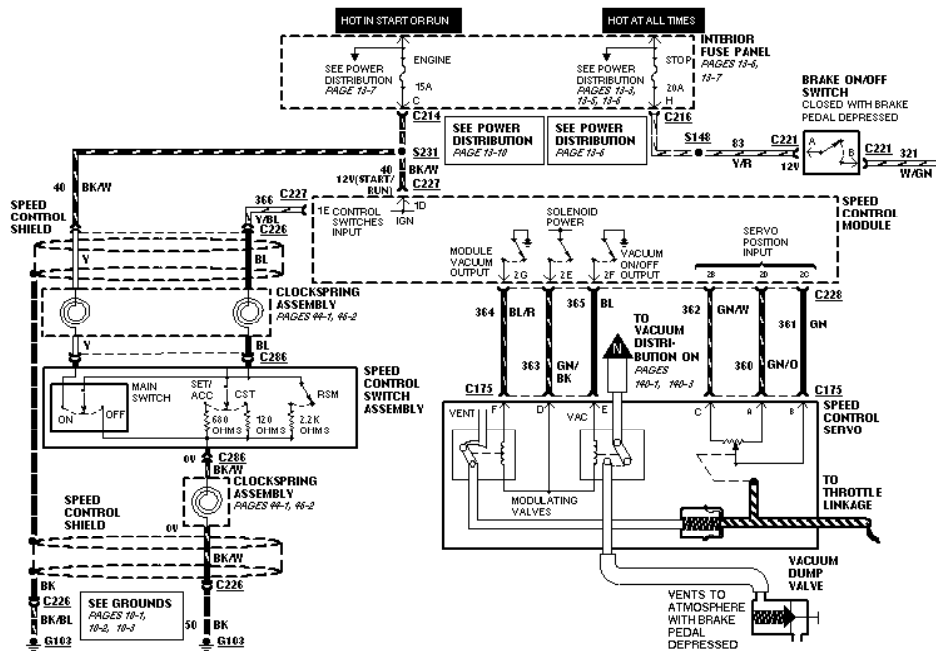 HOT IN START OR RUN
HOT AT ALL TIMES
ENGINE
SEE POWER
DISTRIBUTION
PAGE 13-7
15A
C
STOP
SEE POWER
DISTRIBUTION
PAGES 13-3,
13-5, 13-6
20A
H
INTERIOR
FUSE PANEL
PAGES 13-6,
13-7
BRAKE ON/OFF
SWITCH
CLOSED WITH BRAKE
PEDAL DEPRESSED
C214
C216
SEE POWER
DISTRIBUTION
PAGE 13-10
SEE POWER
DISTRIBUTION
PAGE 13-6
S231
S148
83
Y/R
C221
12V
A
B
C221
321
W/GN
40
BK/W
40
BK/W
12V(START/
RUN)
C227
366
Y/BL
C227
C226
SPEED
CONTROL
SHIELD
1E
CONTROL
SWITCHES
INPUT
1D
IGN
SOLENOID
POWER
MODULE
VACUUM
OUTPUT
VACUUM
ON/OFF
OUTPUT
SERVO
POSITION
INPUT
SPEED
CONTROL
MODULE
2G
2E
2F
2B
2D
2C
C228
Y
BL
CLOCKSPRING
ASSEMBLY
PAGES 44-1, 46-2
Y
BL
C286
364
BL/R
363
GN/
BK
365
BL
TO
VACUUM
DISTRI-
BUTION ON
PAGES
140-1, 140-3
N
362
GN/W
360
GN/O
361
GN
C175
C175
MAIN
SWITCH
ON
OFF
SET/
ACC
CST
RSM
680
OHMS
120
OHMS
2.2 K
OHMS
SPEED
CONTROL
SWITCH
ASSEMBLY
VENT
F
D
VAC
E
C
A
B
SPEED
CONTROL
SERVO
MODULATING
VALVES
TO
THROTTLE
LINKAGE
0V
C286
BK/W
CLOCKSPRING
ASSEMBLY
PAGES 44-1, 46-2
SPEED
CONTROL
SHIELD
0V
BK/W
BK
C226
BK/BL
G103
SEE GROUNDS
PAGES 10-1,
10-2, 10-3
C226
50
BK
G103
VENTS TO
ATMOSPHERE
WITH BRAKE
PEDAL
DEPRESSED
VACUUM
DUMP
VALVE